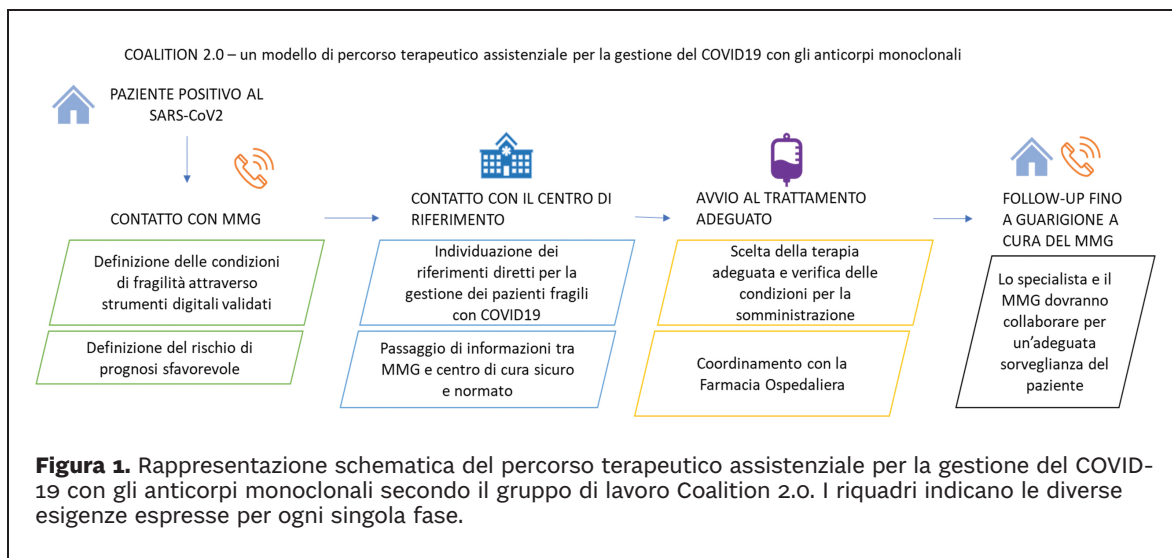 COALITION 2.0 – un modello di percorso terapeutico assistenziale per la gestione del COVID19 con gli anticorpi monoclonali
PAZIENTE POSITIVO AL
SARS-CoV2
CONTATTO CON MMG
Definizione delle condizioni
di fragilità attraverso
strumenti digitali validati
Definizione del rischio di
prognosi sfavorevole
CONTATTO CON IL CENTRO DI
RIFERIMENTO
Individuazione dei
riferimenti diretti per la
gestione dei pazienti fragili
con COVID19
Passaggio di informazioni tra
MMG e centro di cura sicuro
e normato
AVVIO AL TRATTAMENTO
ADEGUATO
Scelta della terapia
adeguata e verifica delle
condizioni per la
somministrazione
Coordinamento con la
Farmacia Ospedaliera
FOLLOW-UP FINO
A GUARIGIONE A
CURA DEL MMG
Lo specialista e il
MMG dovranno
collaborare per
un'adeguata
sorveglianza del
paziente
Figura 1. Rappresentazione schematica del percorso terapeutico assistenziale per la gestione del COVID-
19 con gli anticorpi monoclonali secondo il gruppo di lavoro Coalition 2.0. I riquadri indicano le diverse
esigenze espresse per ogni singola fase.